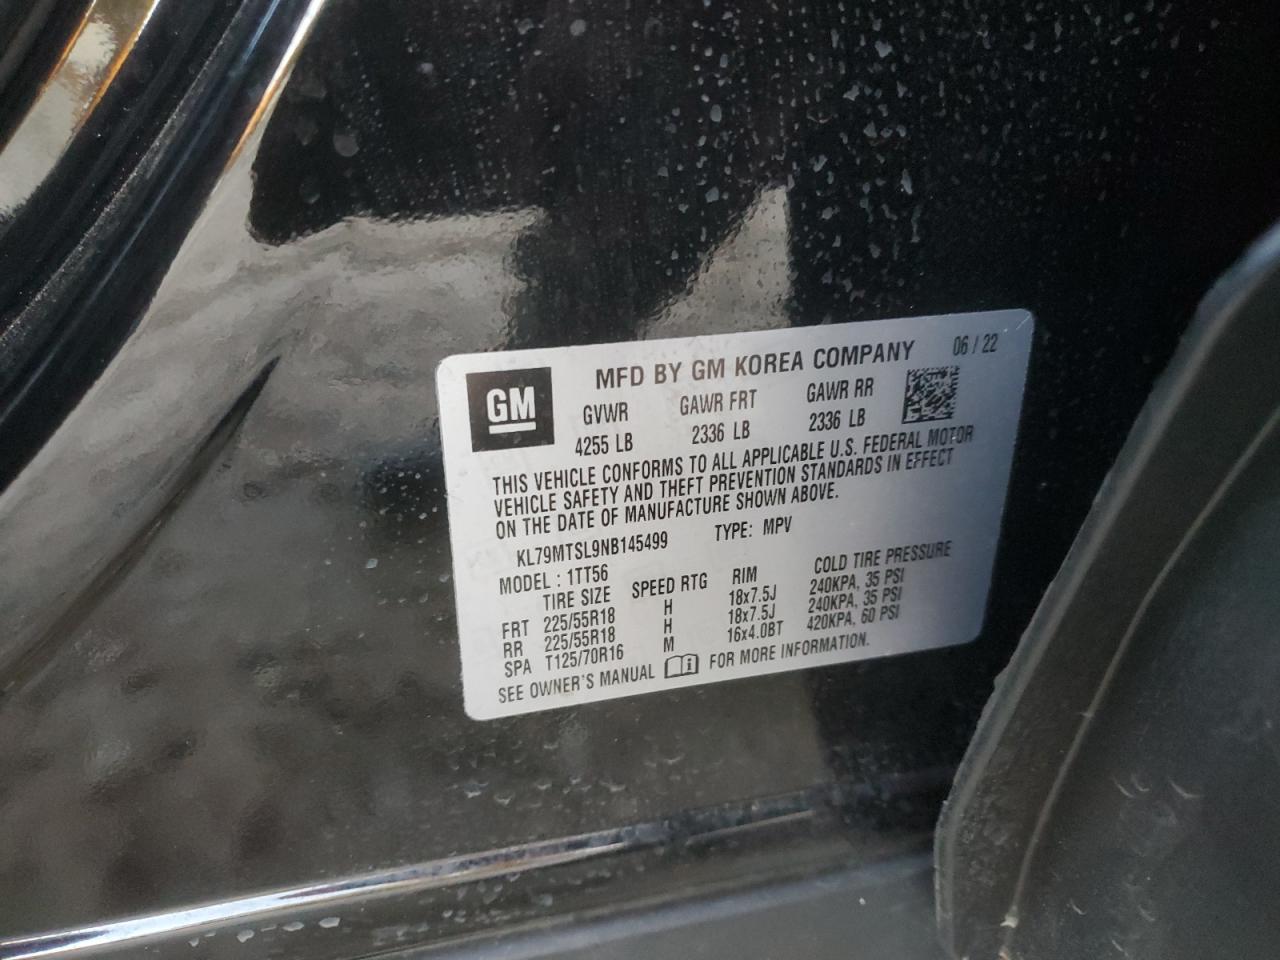 MFD BY GM KOREA COMPANY 06 / 22
GM
GVWR GAWR FRT GAWR RR
4255 LB 2336 LB 2336 LB
THIS VEHICLE CONFORMS TO ALL APPLICABLE U.S. FEDERAL MOTOR
VEHICLE SAFETY AND THEFT PREVENTION STANDARDS IN EFFECT
ON THE DATE OF MANUFACTURE SHOWN ABOVE.
KL79MTSL9NB145499 TYPE: MPV
MODEL : 1TT56
TIRE SIZE SPEED RTG RIM COLD TIRE PRESSURE
FRT 225/55R18 H 18x7.5J 240KPA, 35 PSI
RR 225/55R18 H 18x7.5J 240KPA, 35 PSI
SPA T125/70R16 M 16x4.0BT 420KPA, 60 PSI
SEE OWNER'S MANUAL i FOR MORE INFORMATION.